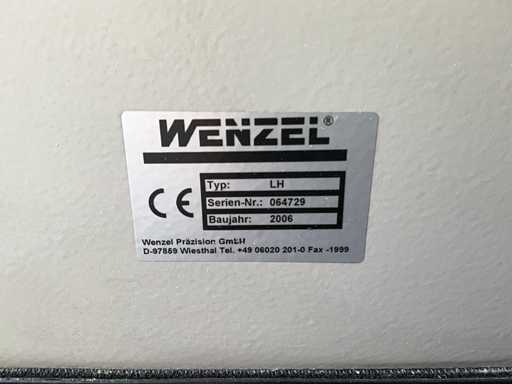 WENZEL®
CE
Typ: LH
Serien-Nr.: 064729
Baujahr: 2006
Wenzel Präzision GmbH
D-97859 Wiesthal Tel. +49 06020 201-0 Fax -1999